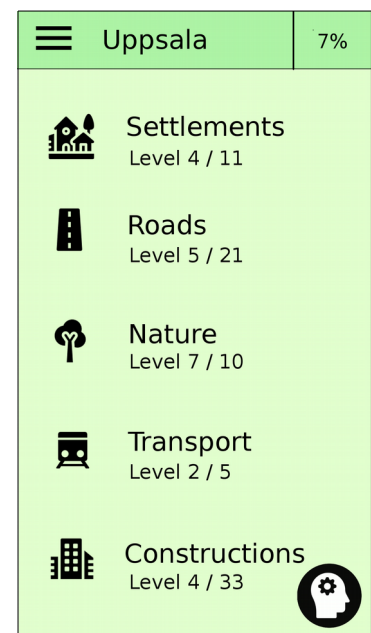 Uppsala
7%
Settlements
Level 4 / 11
Roads
Level 5 / 21
Nature
Level 7 / 10
Transport
Level 2 / 5
Constructions
Level 4 / 33